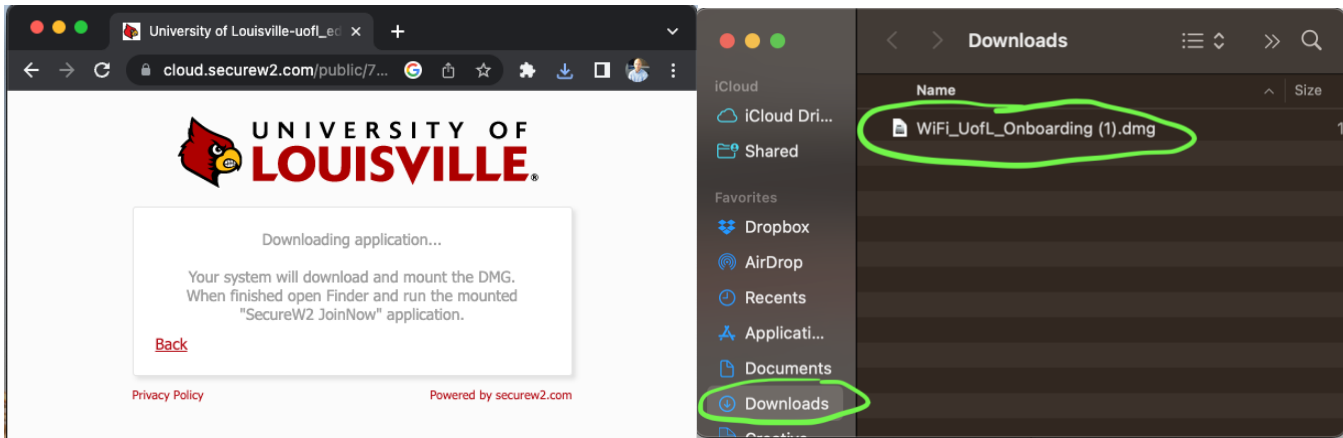 University of Louisville-uofl_ed
cloud.securew2.com/public/7...
UNIVERSITY OF
LOUISVILLE.
Downloading application...
Your system will download and mount the DMG.
When finished open Finder and run the mounted
"SecureW2 JoinNow" application.
Back
Privacy Policy
Powered by securew2.com
Downloads
iCloud
iCloud Dri...
Shared
Favorites
Dropbox
AirDrop
Recents
Applicati...
Documents
Downloads
Name
Size
WiFi_UofL_Onboarding (1).dmg
1